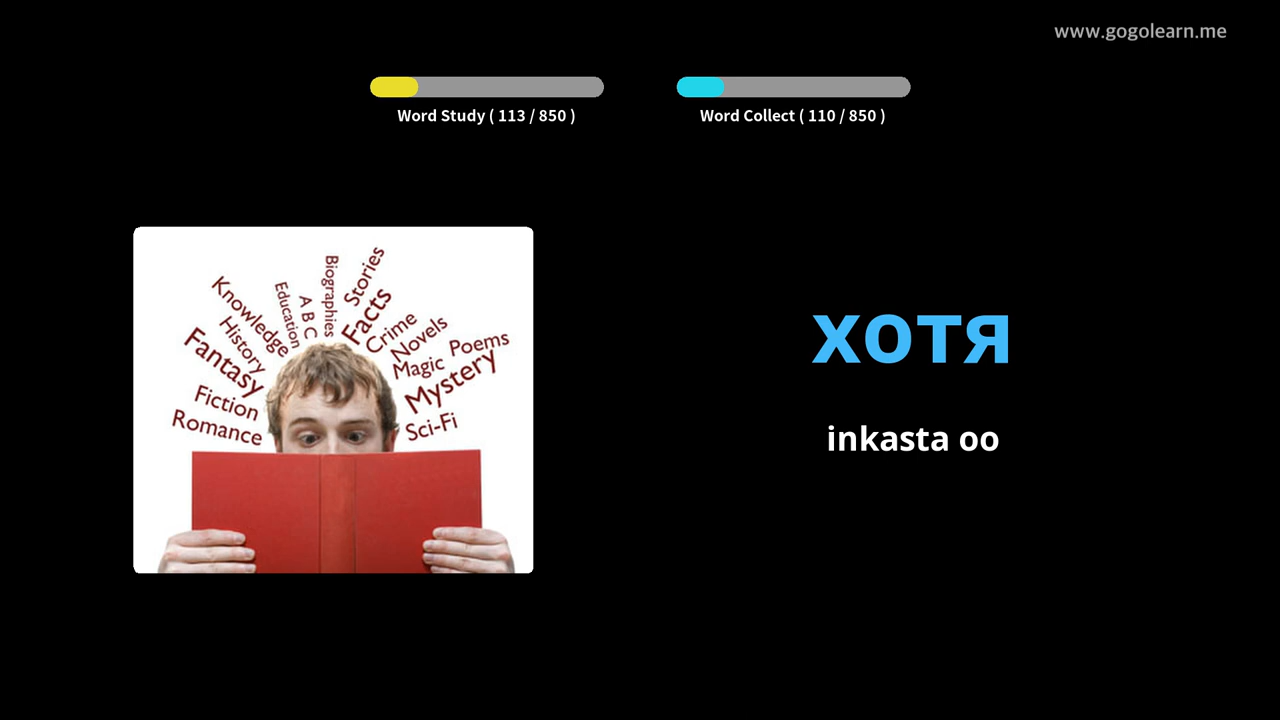 www.gogolearn.me
Word Study ( 113 / 850 )
Word Collect ( 110 / 850 )
Knowledge
History
Fantasy
Fiction
Romance
Education
A B C
Biographies
Stories
Facts
Crime
Novels
Magic
Poems
Mystery
Sci-Fi
хотя
inkasta oo